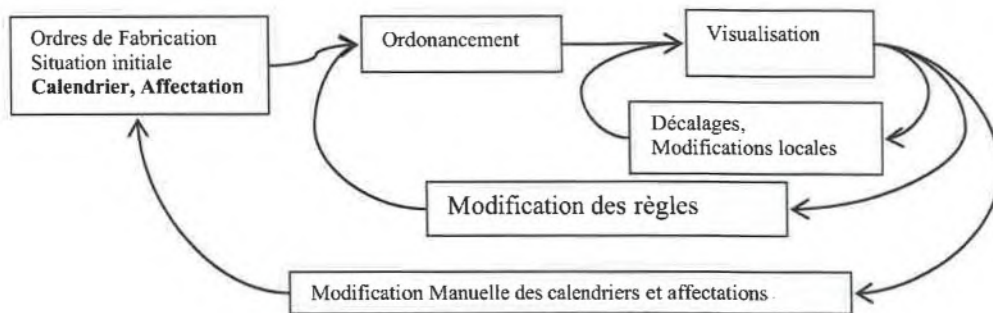 Ordres de Fabrication
Situation initiale
Calendrier, Affectation
Ordonancement
Visualisation
Décalages,
Modifications locales
Modification des règles
Modification Manuelle des calendriers et affectations